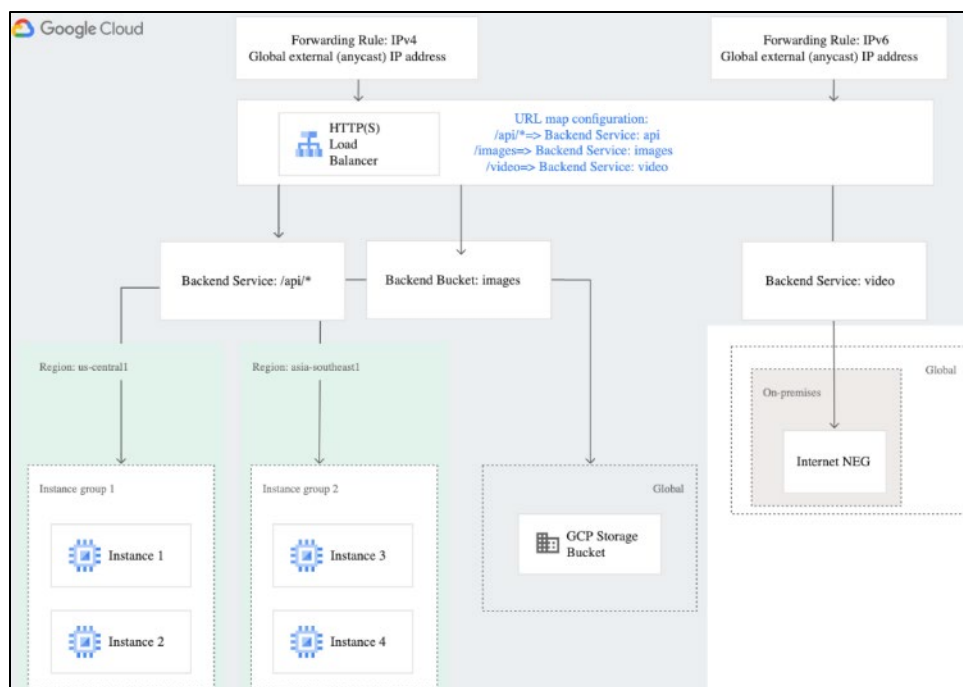 Google Cloud
Forwarding Rule: IPv4
Global external (anycast) IP address
Forwarding Rule: IPv6
Global external (anycast) IP address
HTTP(S)
Load
Balancer
URL map configuration:
/api/*=> Backend Service: api
/images=> Backend Service: images
/video=> Backend Service: video
Backend Service: /api/*
Backend Bucket: images
Backend Service: video
Region: us-central1
Region: asia-southeast1
Global
On-premises
Internet NEG
Instance group 1
Instance group 2
Global
Instance 1
Instance 3
GCP Storage
Bucket
Instance 2
Instance 4